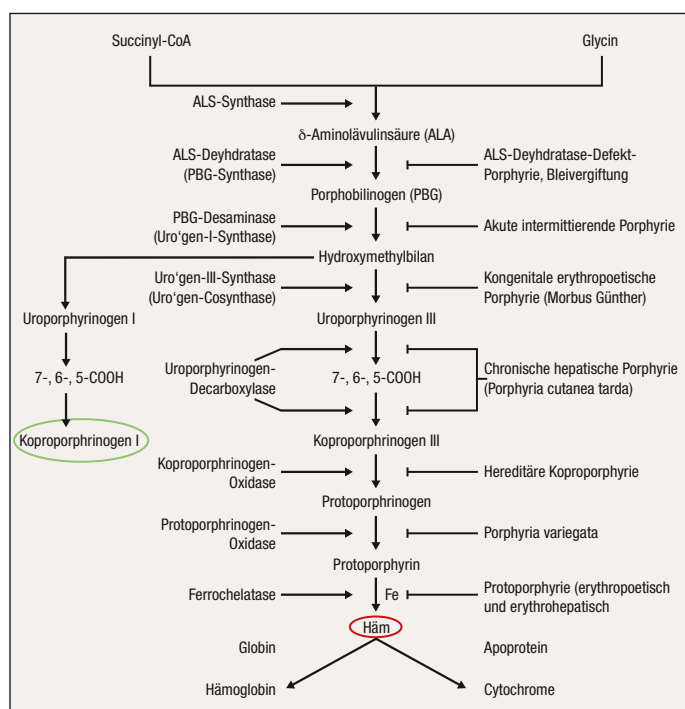 Succinyl-CoA
Glycin
ALS-Synthase
δ-Aminolävulinsäure (ALA)
ALS-Deyhdratase
(PBG-Synthase)
ALS-Deyhdratase-Defekt-
Porphyrie, Bleivergiftung
Porphobilinogen (PBG)
PBG-Desaminase
(Uro‘gen-I-Synthase)
Akute intermittierende Porphyrie
Hydroxymethylbilan
Uro‘gen-III-Synthase
(Uro‘gen-Cosynthase)
Kongenitale erythropoetische
Porphyrie (Morbus Günther)
Uroporphyrinogen I
Uroporphyrinogen III
7-, 6-, 5-COOH
Uroporphyrinogen-
Decarboxylase
7-, 6-, 5-COOH
Chronische hepatische Porphyrie
(Porphyria cutanea tarda)
Koproporphrinogen I
Koproporphrinogen III
Koproporphrinogen-
Oxidase
Hereditäre Koproporphyrie
Protoporphrinogen
Protoporphrinogen-
Oxidase
Porphyria variegata
Protoporphyrin
Ferrochelatase
Fe
Protoporphyrie (erythropoetisch
und erythrohepatisch
Häm
Globin
Apoprotein
Hämoglobin
Cytochrome